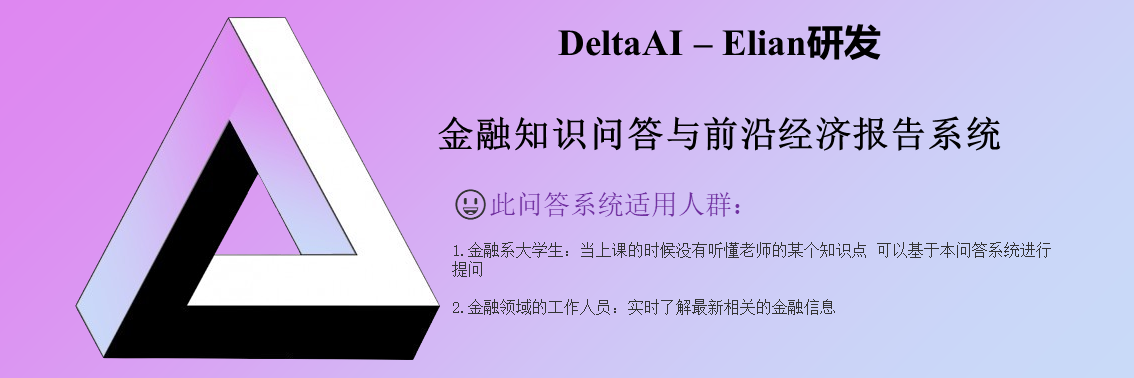 DeltaAI – Elian研发
金融知识问答与前沿经济报告系统
此问答系统适用人群：
1.金融系大学生：当上课的时候没有听懂老师的某个知识点 可以基于本问答系统进行
提问
2.金融领域的工作人员：实时了解最新相关的金融信息